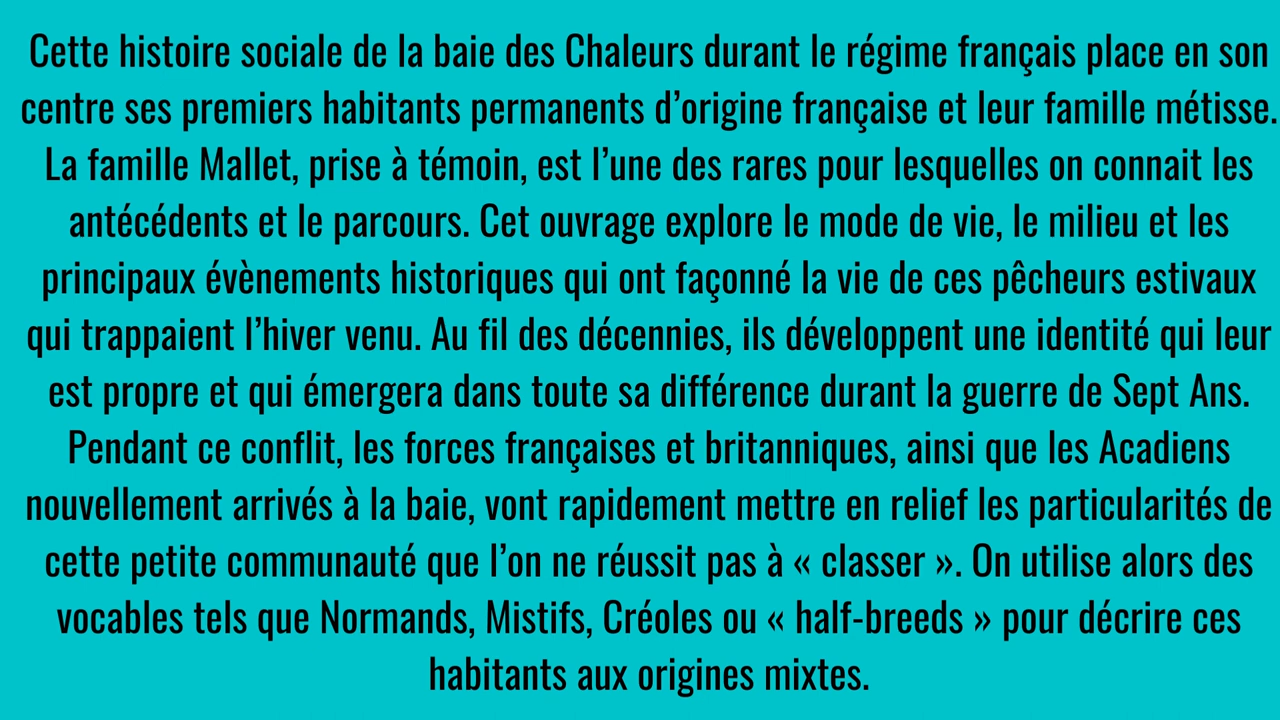 Cette histoire sociale de la baie des Chaleurs durant le régime français place en son
centre ses premiers habitants permanents d’origine française et leur famille métisse.
La famille Mallet, prise à témoin, est l’une des rares pour lesquelles on connait les
antécédents et le parcours. Cet ouvrage explore le mode de vie, le milieu et les
principaux évènements historiques qui ont façonné la vie de ces pêcheurs estivaux
qui trappaient l’hiver venu. Au fil des décennies, ils développent une identité qui leur
est propre et qui émergera dans toute sa différence durant la guerre de Sept Ans.
Pendant ce conflit, les forces françaises et britanniques, ainsi que les Acadiens
nouvellement arrivés à la baie, vont rapidement mettre en relief les particularités de
cette petite communauté que l’on ne réussit pas à « classer ». On utilise alors des
vocables tels que Normands, Mistifs, Créoles ou « half-breeds » pour décrire ces
habitants aux origines mixtes.